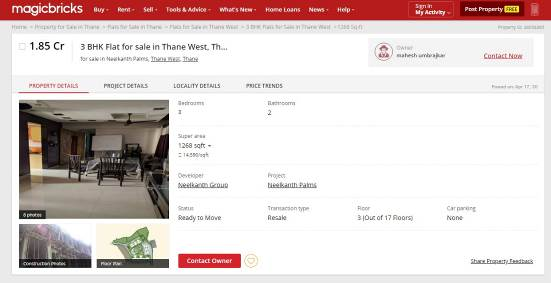 magicbricks
Buy Rent Sell Tools & Advice What's New Home Loans News Help
Sign In
My Activity
Post Property FREE
Home > Property for Sale in Thane > Flats for Sale in Thane > Flats for Sale in Thane West > 3 BHK Flats for Sale in Thane West > 1268 Sq-ft
1.85 Cr
3 BHK Flat for sale in Thane West, Th...
for sale in Neelkanth Palms, Thane West, Thane
Owner
mahesh umbrajkar
Contact Now
PROPERTY DETAILS PROJECT DETAILS LOCALITY DETAILS PRICE TRENDS
Posted on: Apr 17, 20
Bedrooms Bathrooms
3 2
Super area
1268 sqft
14,590/sqft
Developer Project
Neelkanth Group Neelkanth Palms
Status Transaction type Floor Car parking
Ready to Move Resale 3 (Out of 17 Floors) None
6 photos
Construction Photos
Floor Plan
Contact Owner
Share Property Feedback